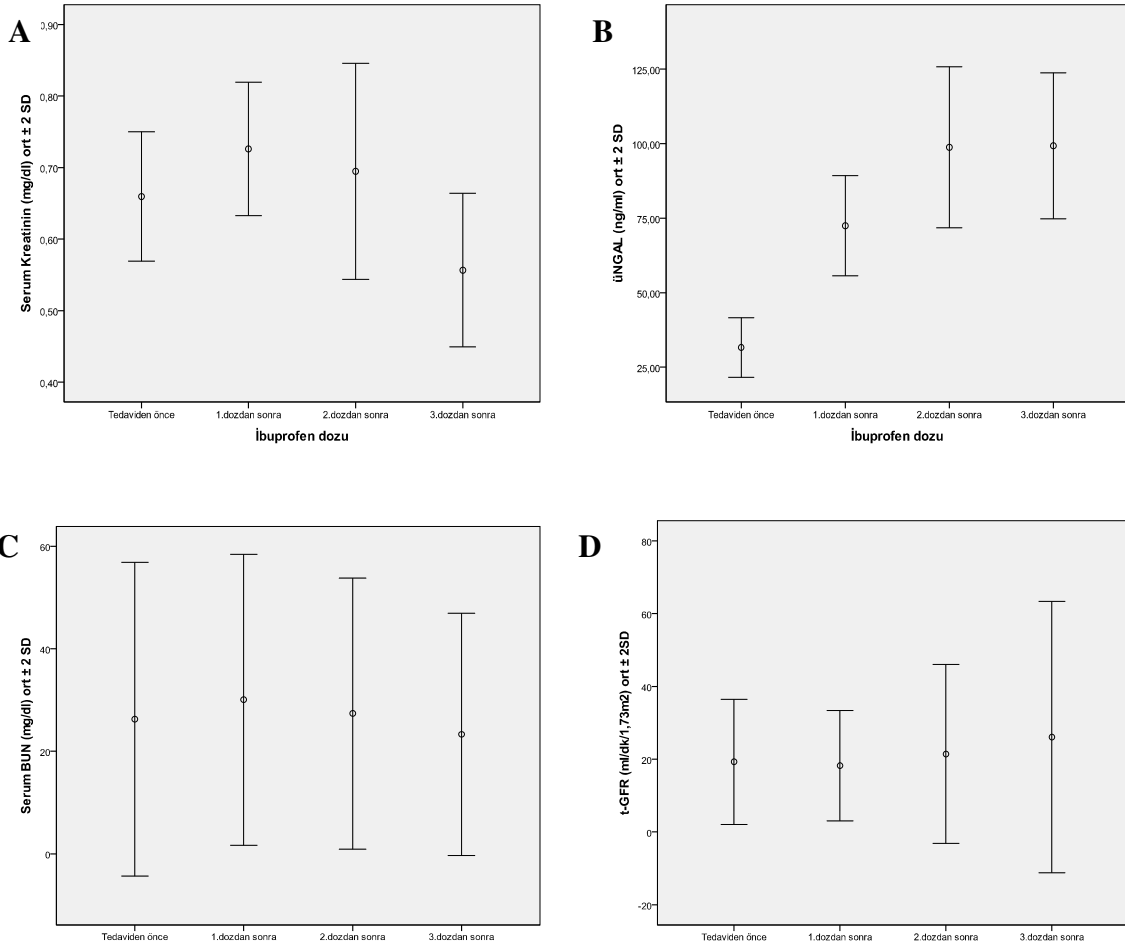 A
Serum Kreatinin (mg/dl) ort ± 2 SD
0,90
0,80
0,70
0,60
0,50
0,40
Tedaviden önce 1.dozdan sonra 2.dozdan sonra 3.dozdan sonra
İbuprofen dozu
B
üNGAL (ng/ml) ort ± 2 SD
125,00
100,00
75,00
50,00
25,00
Tedaviden önce 1.dozdan sonra 2.dozdan sonra 3.dozdan sonra
İbuprofen dozu
C
Serum BUN (mg/dl) ort ± 2 SD
60
40
20
0
Tedaviden önce 1.dozdan sonra 2.dozdan sonra 3.dozdan sonra
D
t-GFR (ml/dk/1,73m2) ort ± 2SD
80
60
40
20
0
-20
Tedaviden önce 1.dozdan sonra 2.dozdan sonra 3.dozdan sonra